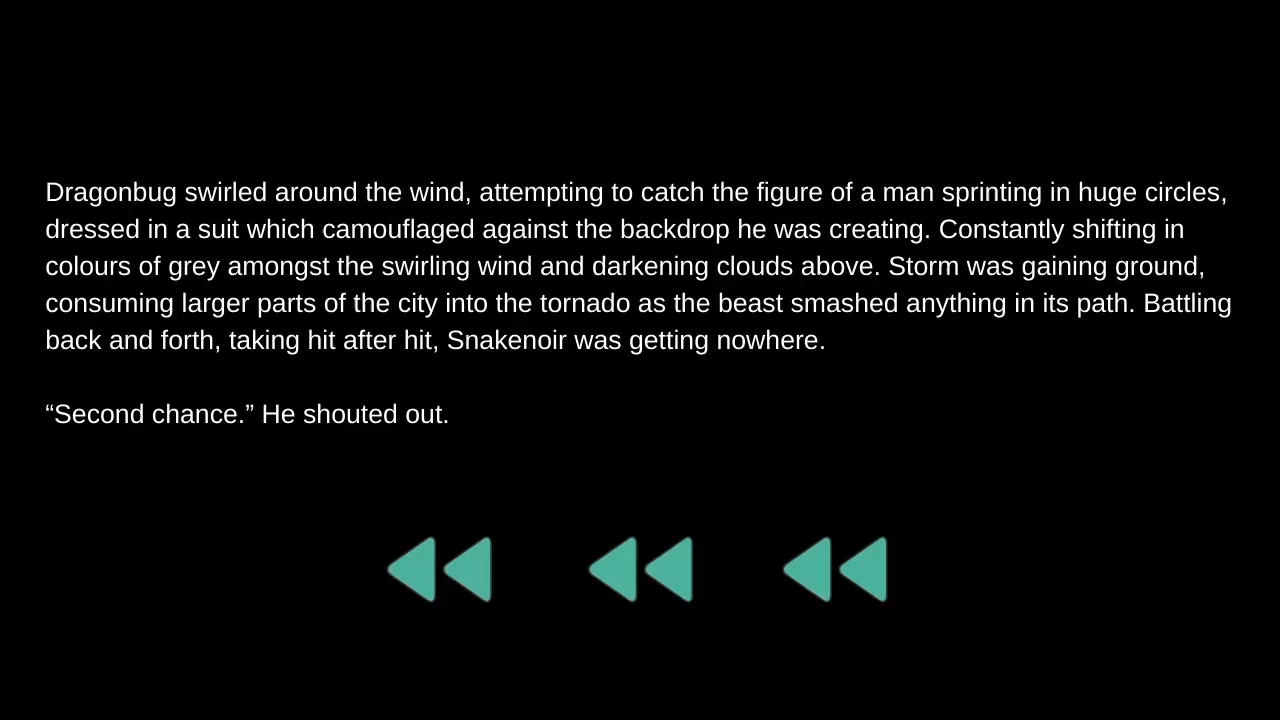 Dragonbug swirled around the wind, attempting to catch the figure of a man sprinting in huge circles,
dressed in a suit which camouflaged against the backdrop he was creating. Constantly shifting in
colours of grey amongst the swirling wind and darkening clouds above. Storm was gaining ground,
consuming larger parts of the city into the tornado as the beast smashed anything in its path. Battling
back and forth, taking hit after hit, Snakenoir was getting nowhere.
“Second chance.” He shouted out.